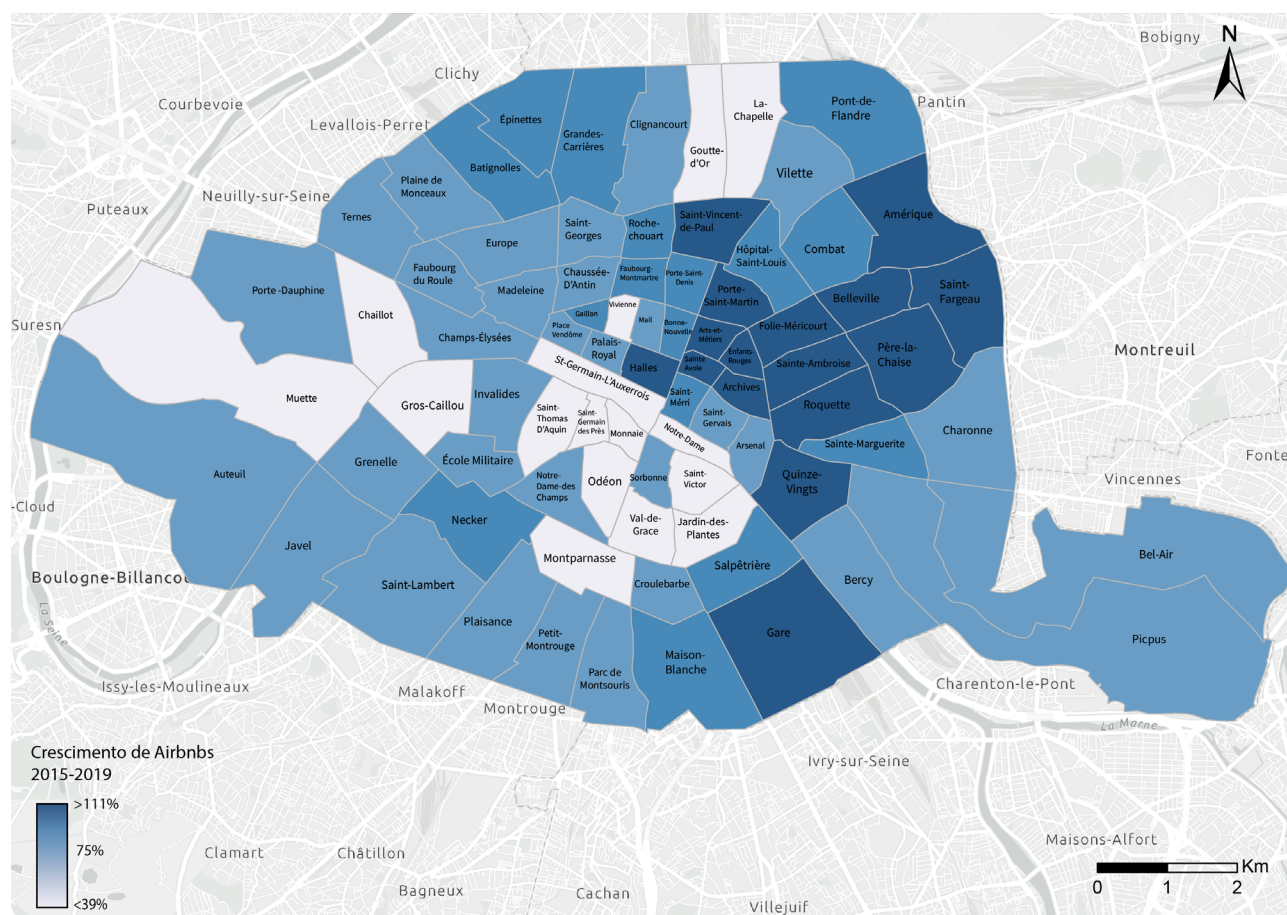 Bobigny
N
Clichy
Courbevoie
Pantin
Levallois-Perret
Épinettes
Grandes-
Carrières
Clignancourt
La-
Chapelle
Pont-de-
Flandre
Goutte-
d'Or
Batignolles
Vilette
Plaine de
Monceaux
Neuilly-sur-Seine
Puteaux
Ternes
Saint-
Georges
Roche-
chouart
Saint-Vincent-
de-Paul
Amérique
Europe
Hôpital-
Saint-Louis
Combat
Faubourg
du Roule
Chaussée-
D'Antin
Faubourg-
Montmartre
Porte-Saint-
Denis
Porte -Dauphine
Madeleine
Porte-
Saint-Martin
Belleville
Saint-
Fargeau
Chaillot
Vivienne
Gaillon
Mail
Bonne-
Nouvelle
Suresn
Place
Vendôme
Arts-et-
Métiers
Folie-Méricourt
Champs-Élysées
Palais-
Royal
Enfants-
Rouges
Père-la-
Chaise
Montreuil
St-Germain-L'Auxerrois
Halles
Sainte
Avoie
Sainte-Ambroise
Archives
Muette
Gros-Caillou
Invalides
Saint-
Mérri
Roquette
Saint-
Thomas
D'Aquin
Saint-
Germain
des Près
Monnaie
Saint-
Gervais
Notre-Dame
Arsenal
Sainte-Marguerite
Charonne
Fonte
Auteuil
Grenelle
École Militaire
Notre-
Dame-des
Champs
Odéon
Sorbonne
Saint-
Victor
Quinze-
Vingts
Vincennes
-Cloud
Necker
Val-de-
Grace
Jardin-des-
Plantes
Javel
Montparnasse
Salpêtrière
Bel-Air
Boulogne-Billancou
Saint-Lambert
Croulebarbe
Bercy
La Seine
Plaisance
Petit-
Montrouge
Gare
Picpus
Maison-
Blanche
Parc de
Montsouris
Issy-les-Moulineaux
Malakoff
Montrouge
Charenton-le-Pont
La Marne
Crescimento de Airbnbs
2015-2019
>111%
75%
<39%
Ivry-sur-Seine
Clamart
Châtillon
Maisons-Alfort
Bagneux
Cachan
Villejuif
Km
0 1 2